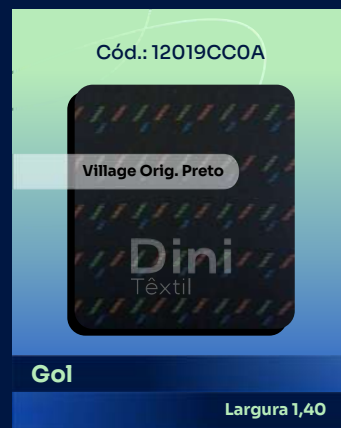 Cód.: 12019CC0A
Village Orig. Preto
Dini
Têxtil
Gol
Largura 1,40